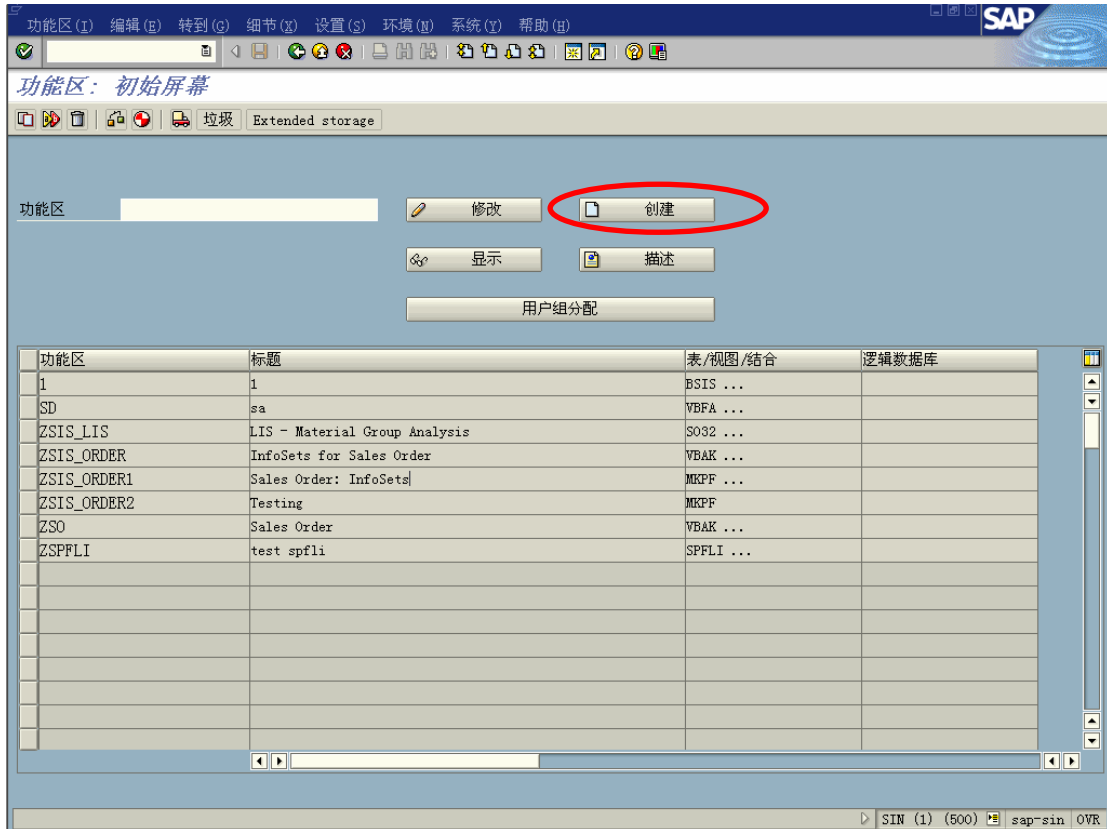 功能区(I) 编辑(E) 转到(G) 细节(X) 设置(S) 环境(N) 系统(Y) 帮助(H)
SAP
功能区: 初始屏幕
垃圾 Extended storage
功能区 修改 创建
显示 描述
用户组分配
功能区 标题 表/视图/结合 逻辑数据库
1 1 BSIS ...
SD sa VBFA ...
ZSIS_LIS LIS - Material Group Analysis S032 ...
ZSIS_ORDER InfoSets for Sales Order VBAK ...
ZSIS_ORDER1 Sales Order: InfoSets MKPF ...
ZSIS_ORDER2 Testing MKPF
ZSO Sales Order VBAK ...
ZSPFLI test spfli SPFLI ...
SIN (1) (500) sap-sin OVR